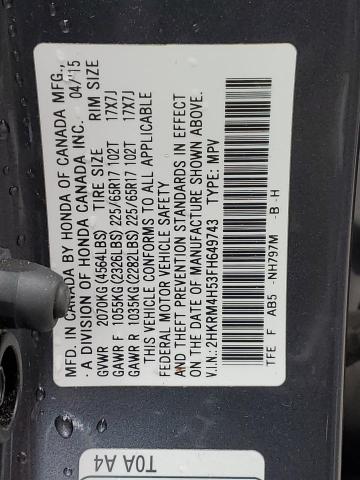 MFD. IN CANADA BY HONDA OF CANADA MFG.,
A DIVISION OF HONDA CANADA INC. 04/15
GVWR 2070KG (4564LBS) TIRE SIZE RIM SIZE
GAWR F 1055KG (2326LBS) 225/65R17 102T 17X7J
GAWR R 1035KG (2282LBS) 225/65R17 102T 17X7J
THIS VEHICLE CONFORMS TO ALL APPLICABLE
FEDERAL MOTOR VEHICLE SAFETY
AND THEFT PREVENTION STANDARDS IN EFFECT
ON THE DATE OF MANUFACTURE SHOWN ABOVE.
V.I.N.: 2HKRM4H53FH649743 TYPE: MPV
TFE F AB5 -NH797M -B -H
T0A A4